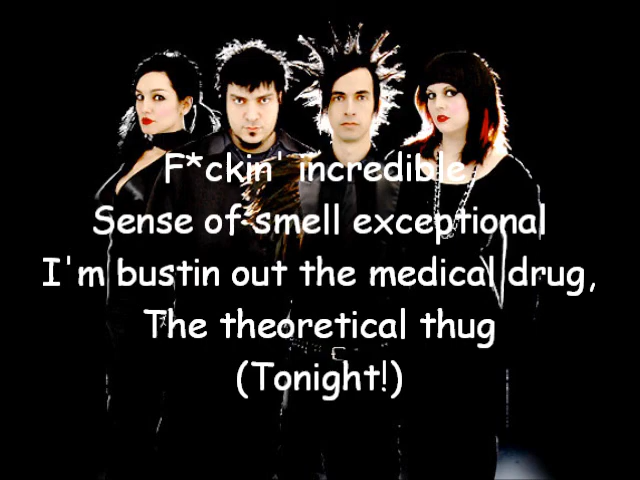 F*ckin' incredible
Sense of smell exceptional
I'm bustin out the medical drug,
The theoretical thug
(Tonight!)